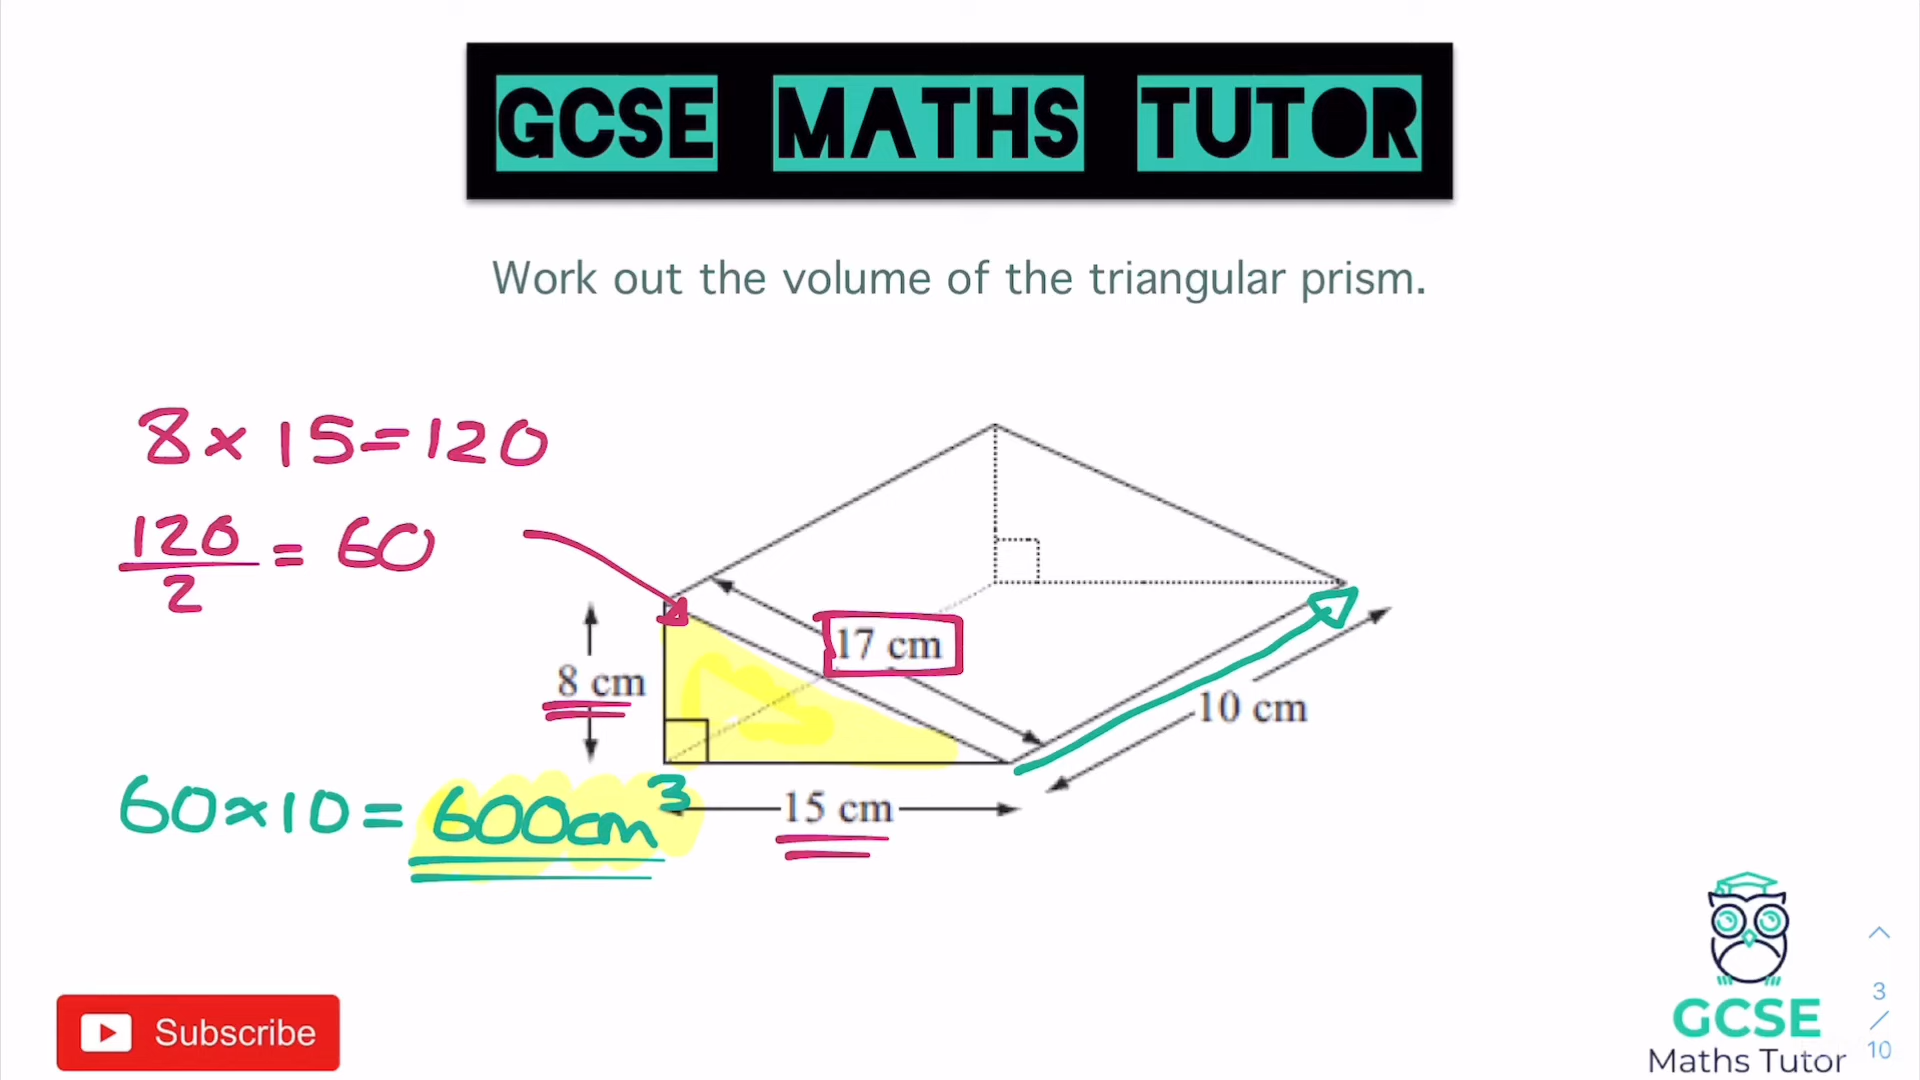 GCSE MATHS TUTOR
Work out the volume of the triangular prism.
8 × 15 = 120
120/2 = 60
17 cm
8 cm
10 cm
60 × 10 = 600cm³
15 cm
Subscribe
GCSE
Maths Tutor
3
/
10